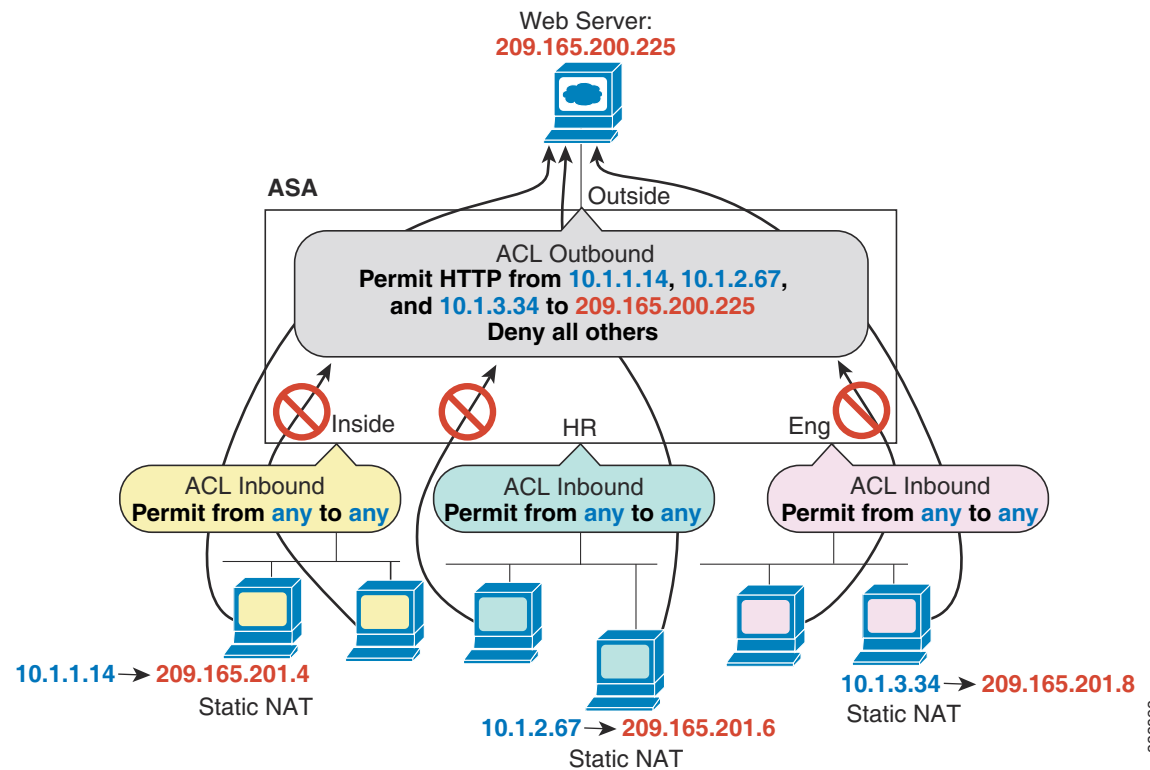 Web Server:
209.165.200.225
ASA
Outside
ACL Outbound
Permit HTTP from 10.1.1.14, 10.1.2.67,
and 10.1.3.34 to 209.165.200.225
Deny all others
Inside
HR
Eng
ACL Inbound
Permit from any to any
ACL Inbound
Permit from any to any
ACL Inbound
Permit from any to any
10.1.1.14
209.165.201.4
Static NAT
10.1.2.67
209.165.201.6
Static NAT
10.1.3.34
209.165.201.8
Static NAT